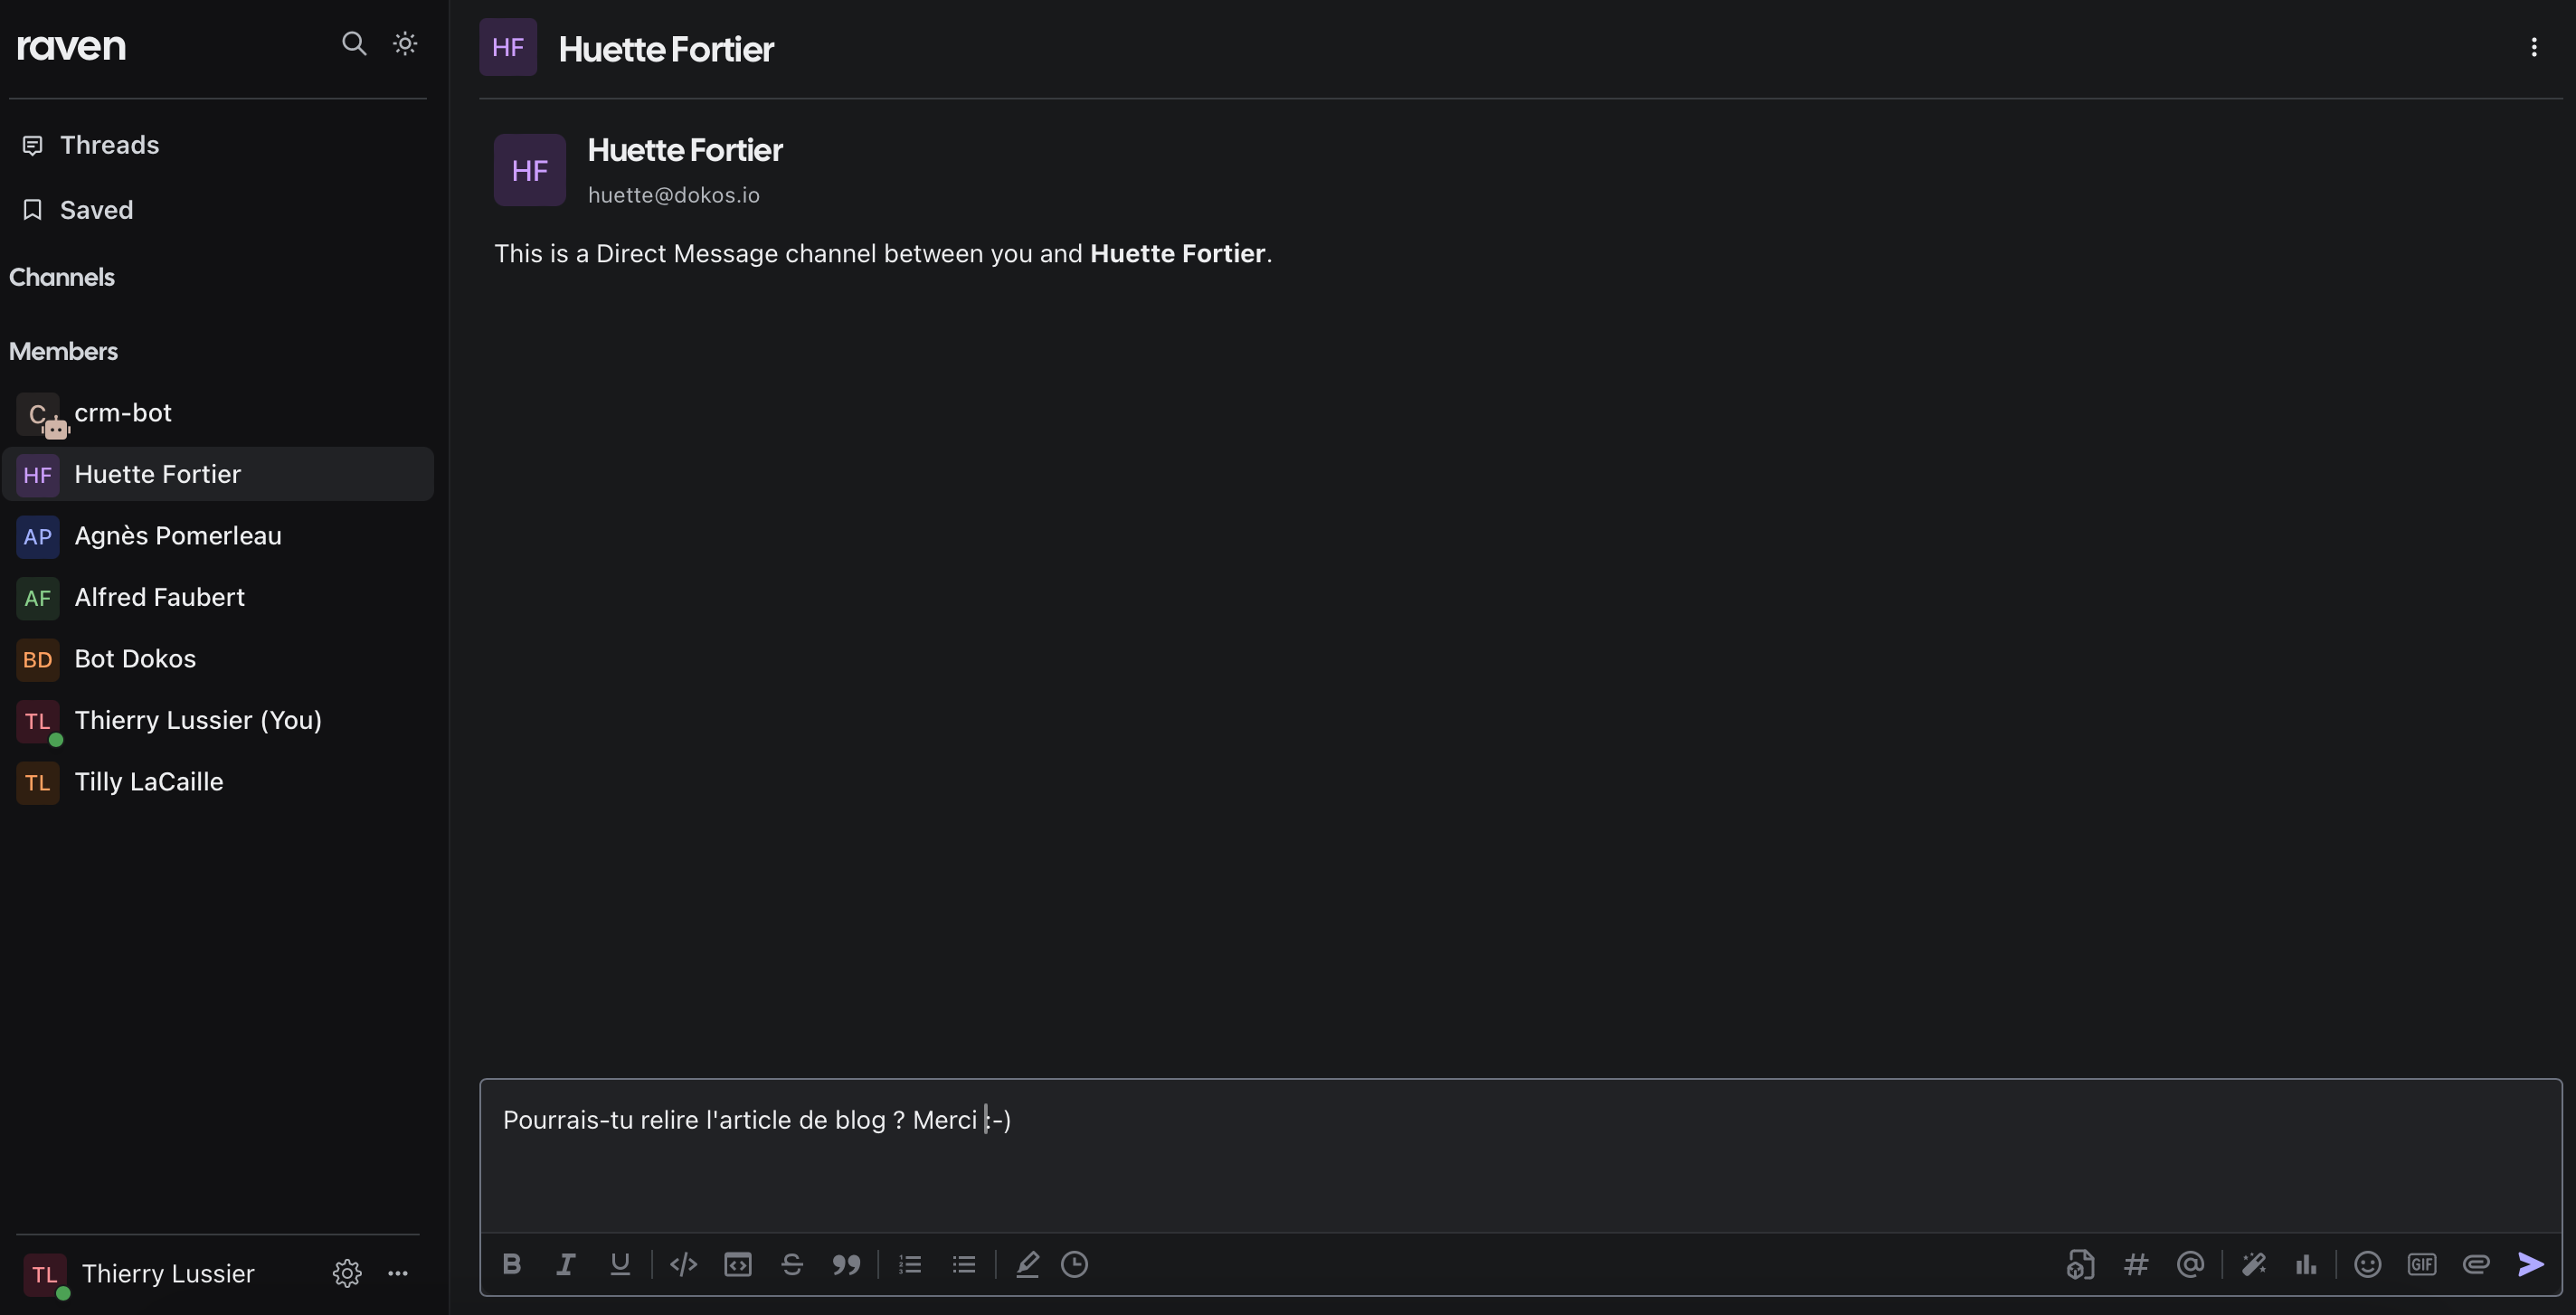 raven
Threads
Saved
Channels
Members
C crm-bot
HF Huette Fortier
AP Agnès Pomerleau
AF Alfred Faubert
BD Bot Dokos
TL Thierry Lussier (You)
TL Tilly LaCaille
TL Thierry Lussier
HF Huette Fortier
HF Huette Fortier
huette@dokos.io
This is a Direct Message channel between you and Huette Fortier.
Pourrais-tu relire l'article de blog ? Merci :-)
GIF